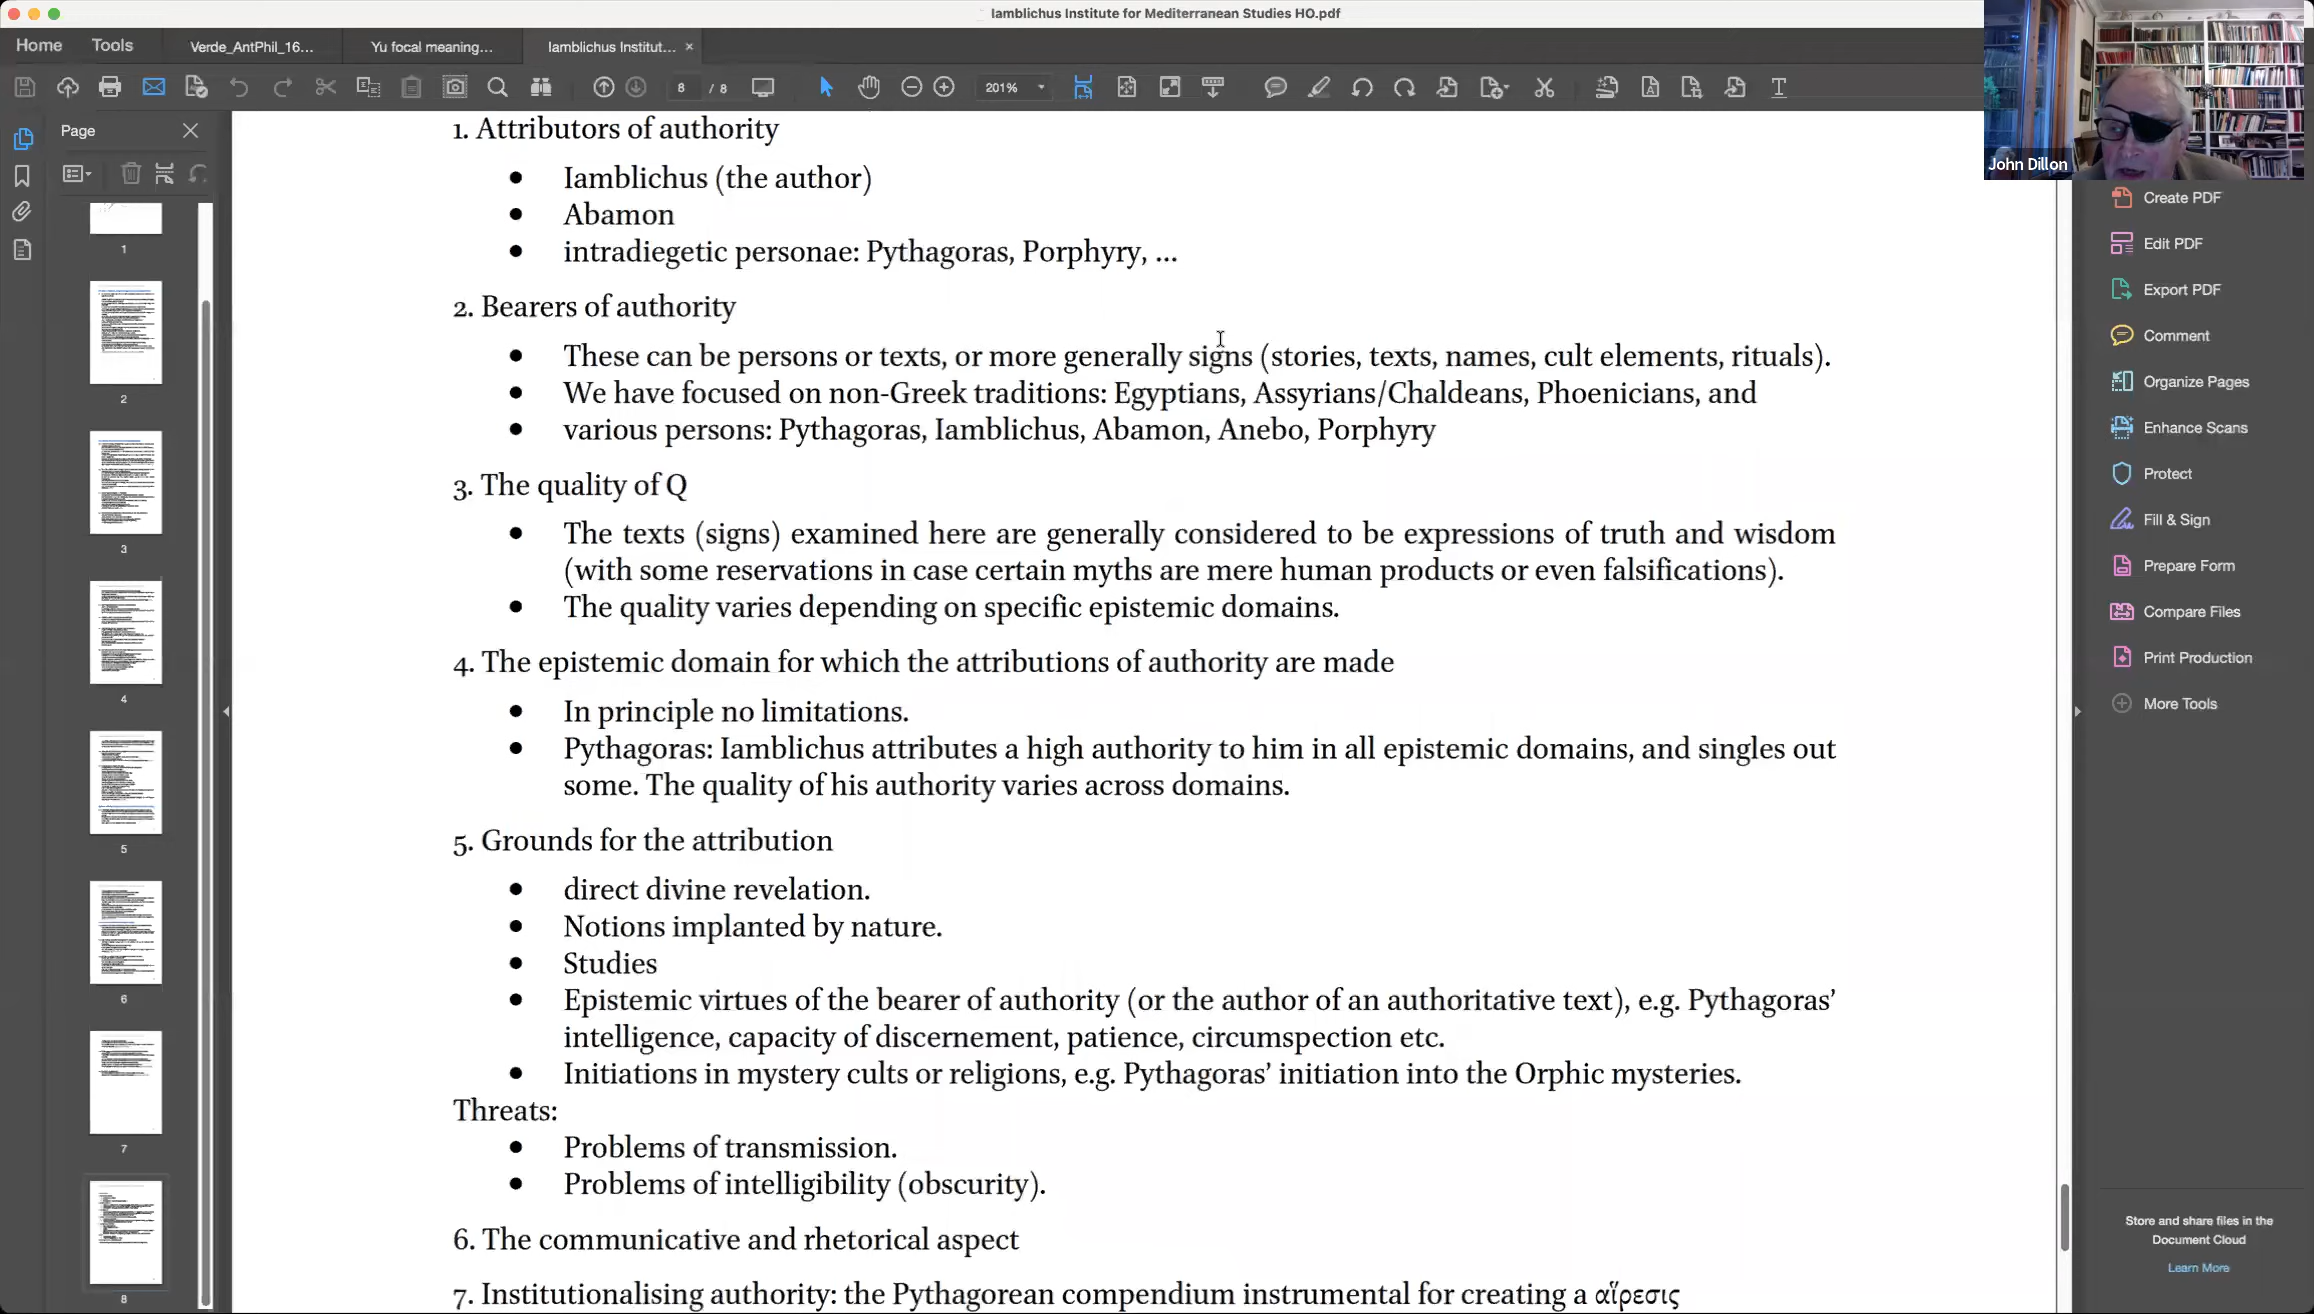 Iamblichus Institute for Mediterranean Studies HO.pdf
Home
Tools
Verde_AntPhil_16...
Yu focal meaning...
Iamblichus Institut...
8 / 8
201%
Page
1
2
3
4
5
6
7
8
1. Attributors of authority
• Iamblichus (the author)
• Abamon
• intradiegetic personae: Pythagoras, Porphyry, ...
2. Bearers of authority
• These can be persons or texts, or more generally signs (stories, texts, names, cult elements, rituals).
• We have focused on non-Greek traditions: Egyptians, Assyrians/Chaldeans, Phoenicians, and
• various persons: Pythagoras, Iamblichus, Abamon, Anebo, Porphyry
3. The quality of Q
• The texts (signs) examined here are generally considered to be expressions of truth and wisdom
(with some reservations in case certain myths are mere human products or even falsifications).
• The quality varies depending on specific epistemic domains.
4. The epistemic domain for which the attributions of authority are made
• In principle no limitations.
• Pythagoras: Iamblichus attributes a high authority to him in all epistemic domains, and singles out
some. The quality of his authority varies across domains.
5. Grounds for the attribution
• direct divine revelation.
• Notions implanted by nature.
• Studies
• Epistemic virtues of the bearer of authority (or the author of an authoritative text), e.g. Pythagoras’
intelligence, capacity of discernement, patience, circumspection etc.
• Initiations in mystery cults or religions, e.g. Pythagoras’ initiation into the Orphic mysteries.
Threats:
• Problems of transmission.
• Problems of intelligibility (obscurity).
6. The communicative and rhetorical aspect
7. Institutionalising authority: the Pythagorean compendium instrumental for creating a αἵρεσις
John Dillon
Create PDF
Edit PDF
Export PDF
Comment
Organize Pages
Enhance Scans
Protect
Fill & Sign
Prepare Form
Compare Files
Print Production
More Tools
Store and share files in the
Document Cloud
Learn More